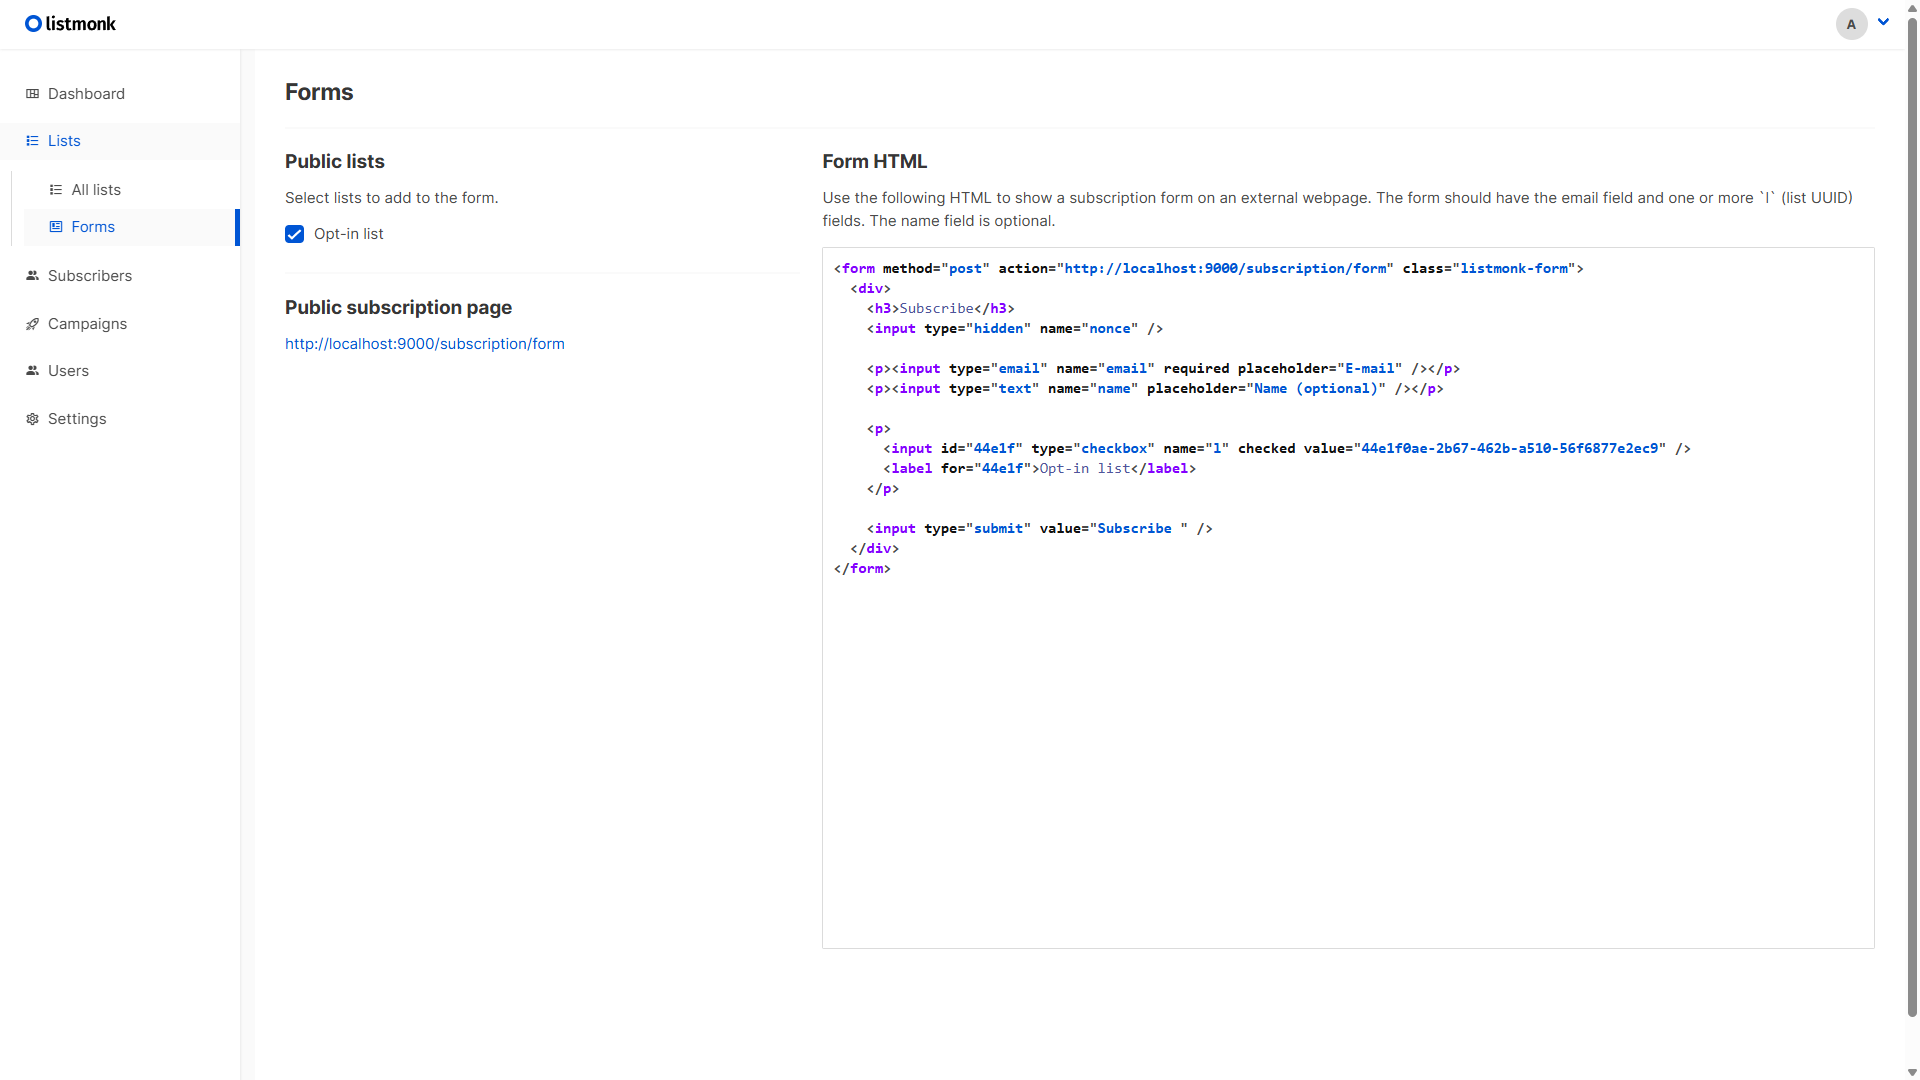 listmonk
A
Dashboard
Lists
All lists
Forms
Subscribers
Campaigns
Users
Settings
Forms
Public lists
Select lists to add to the form.
Opt-in list
Public subscription page
http://localhost:9000/subscription/form
Form HTML
Use the following HTML to show a subscription form on an external webpage. The form should have the email field and one or more `l` (list UUID)
fields. The name field is optional.
<form method="post" action="http://localhost:9000/subscription/form" class="listmonk-form">
  <div>
    <h3>Subscribe</h3>
    <input type="hidden" name="nonce" />

    <p><input type="email" name="email" required placeholder="E-mail" /></p>
    <p><input type="text" name="name" placeholder="Name (optional)" /></p>

    <p>
      <input id="44e1f" type="checkbox" name="l" checked value="44e1f0ae-2b67-462b-a510-56f6877e2ec9" />
      <label for="44e1f">Opt-in list</label>
    </p>

    <input type="submit" value="Subscribe " />
  </div>
</form>